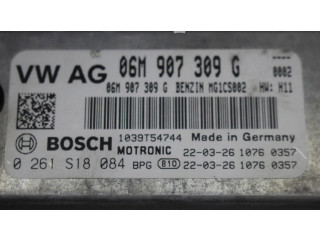 VW AG 06M 907 309 G
0002
06M 907 309 G BENZIN MG1CS002 HW: H11
BOSCH 1039T54744 Made in Germany
MOTRONIC 22-03-26 1076 0357
0 261 S18 084 BPG 810 22-03-26 1076 0357